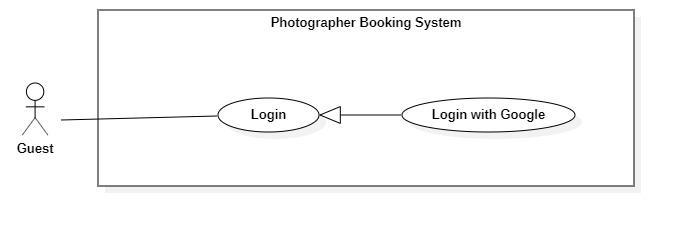 Photographer Booking System
Login
Login with Google
Guest